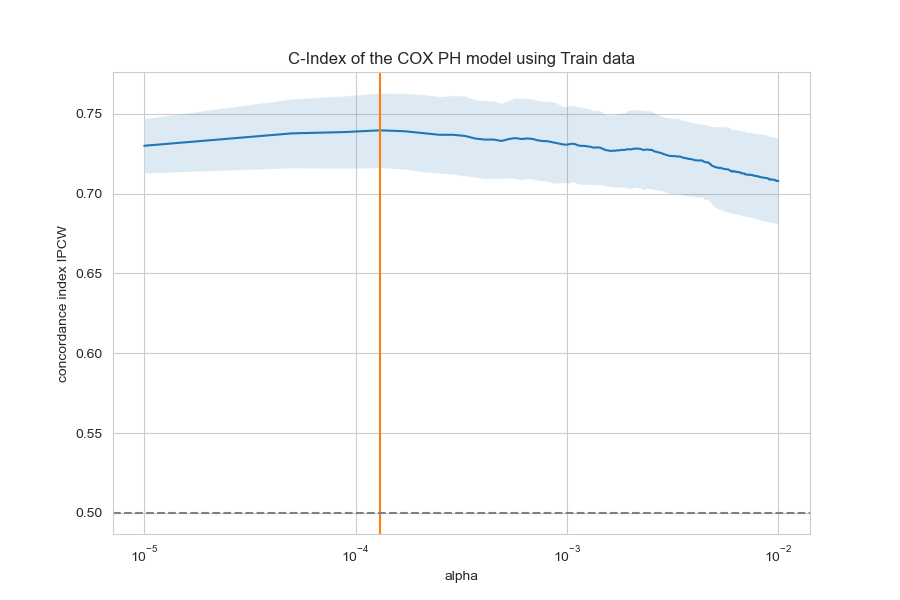 C-Index of the COX PH model using Train data
concordance index IPCW
0.75
0.70
0.65
0.60
0.55
0.50
10⁻⁵ 10⁻⁴ 10⁻³ 10⁻²
alpha